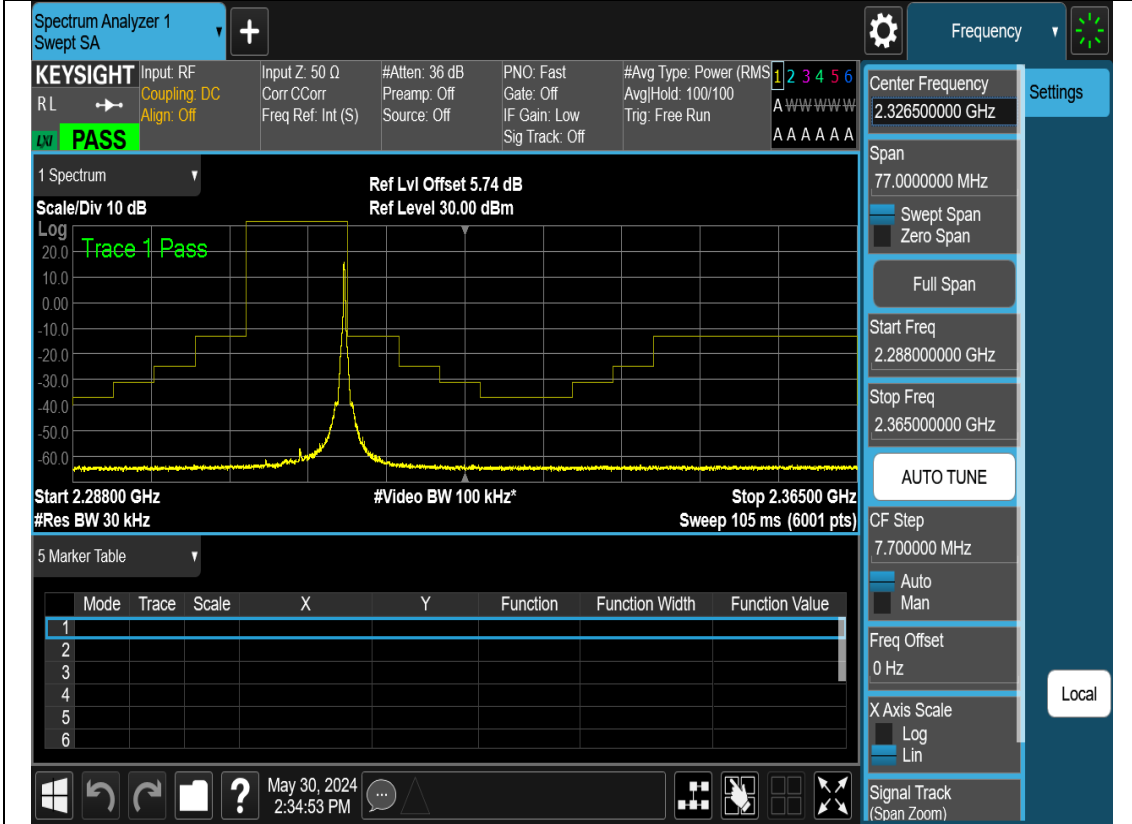 Spectrum Analyzer 1
Swept SA
+
Frequency
KEYSIGHT
RL
LXI PASS
Input: RF
Coupling: DC
Align: Off
Input Z: 50 Ω
Corr CCorr
Freq Ref: Int (S)
#Atten: 36 dB
Preamp: Off
Source: Off
PNO: Fast
Gate: Off
IF Gain: Low
Sig Track: Off
#Avg Type: Power (RMS
Avg|Hold: 100/100
Trig: Free Run
1 2 3 4 5 6
A W W W W W
A A A A A A
1 Spectrum
Scale/Div 10 dB
Ref Lvl Offset 5.74 dB
Ref Level 30.00 dBm
Log
Trace 1 Pass
20.0
10.0
0.00
-10.0
-20.0
-30.0
-40.0
-50.0
-60.0
Start 2.28800 GHz
#Res BW 30 kHz
#Video BW 100 kHz*
Stop 2.36500 GHz
Sweep 105 ms (6001 pts)
5 Marker Table
Mode Trace Scale X Y Function Function Width Function Value
1
2
3
4
5
6
?
May 30, 2024
2:34:53 PM
Center Frequency
2.326500000 GHz
Settings
Span
77.0000000 MHz
Swept Span
Zero Span
Full Span
Start Freq
2.288000000 GHz
Stop Freq
2.365000000 GHz
AUTO TUNE
CF Step
7.700000 MHz
Auto
Man
Freq Offset
0 Hz
Local
X Axis Scale
Log
Lin
Signal Track
(Span Zoom)